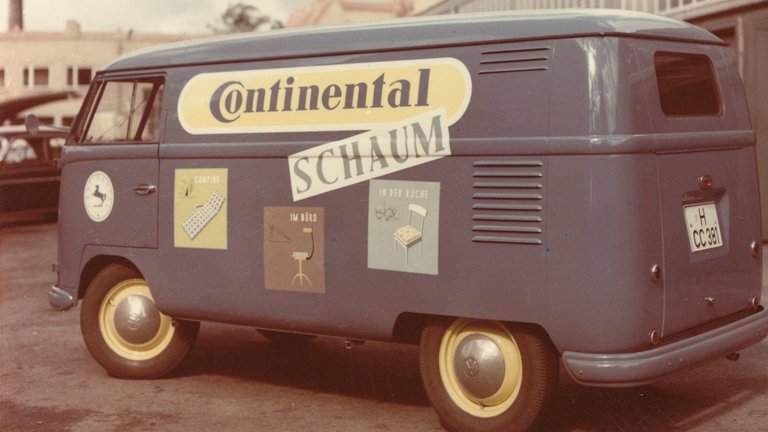 Continental
SCHAUM
CAMPING
IM BÜRO
IN DER KÜCHE
H
CC 381